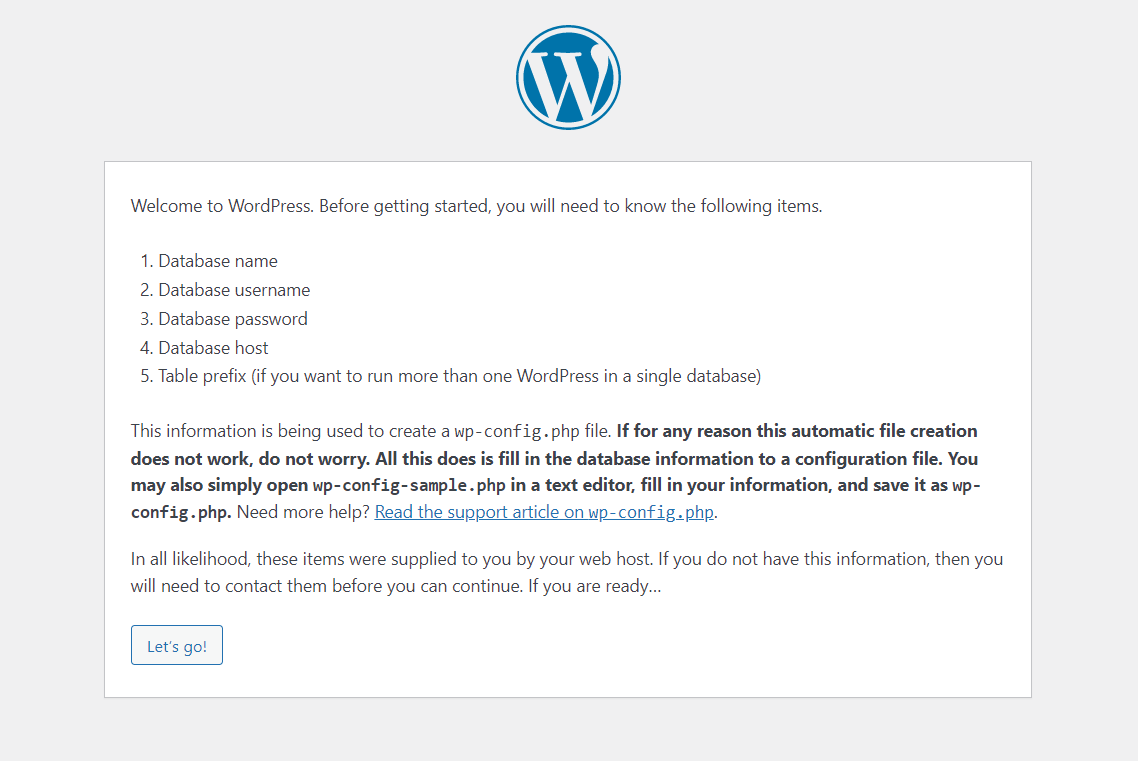 Welcome to WordPress. Before getting started, you will need to know the following items.
1. Database name
2. Database username
3. Database password
4. Database host
5. Table prefix (if you want to run more than one WordPress in a single database)
This information is being used to create a wp-config.php file. If for any reason this automatic file creation
does not work, do not worry. All this does is fill in the database information to a configuration file. You
may also simply open wp-config-sample.php in a text editor, fill in your information, and save it as wp-
config.php. Need more help? Read the support article on wp-config.php.
In all likelihood, these items were supplied to you by your web host. If you do not have this information, then you
will need to contact them before you can continue. If you are ready…
Let’s go!